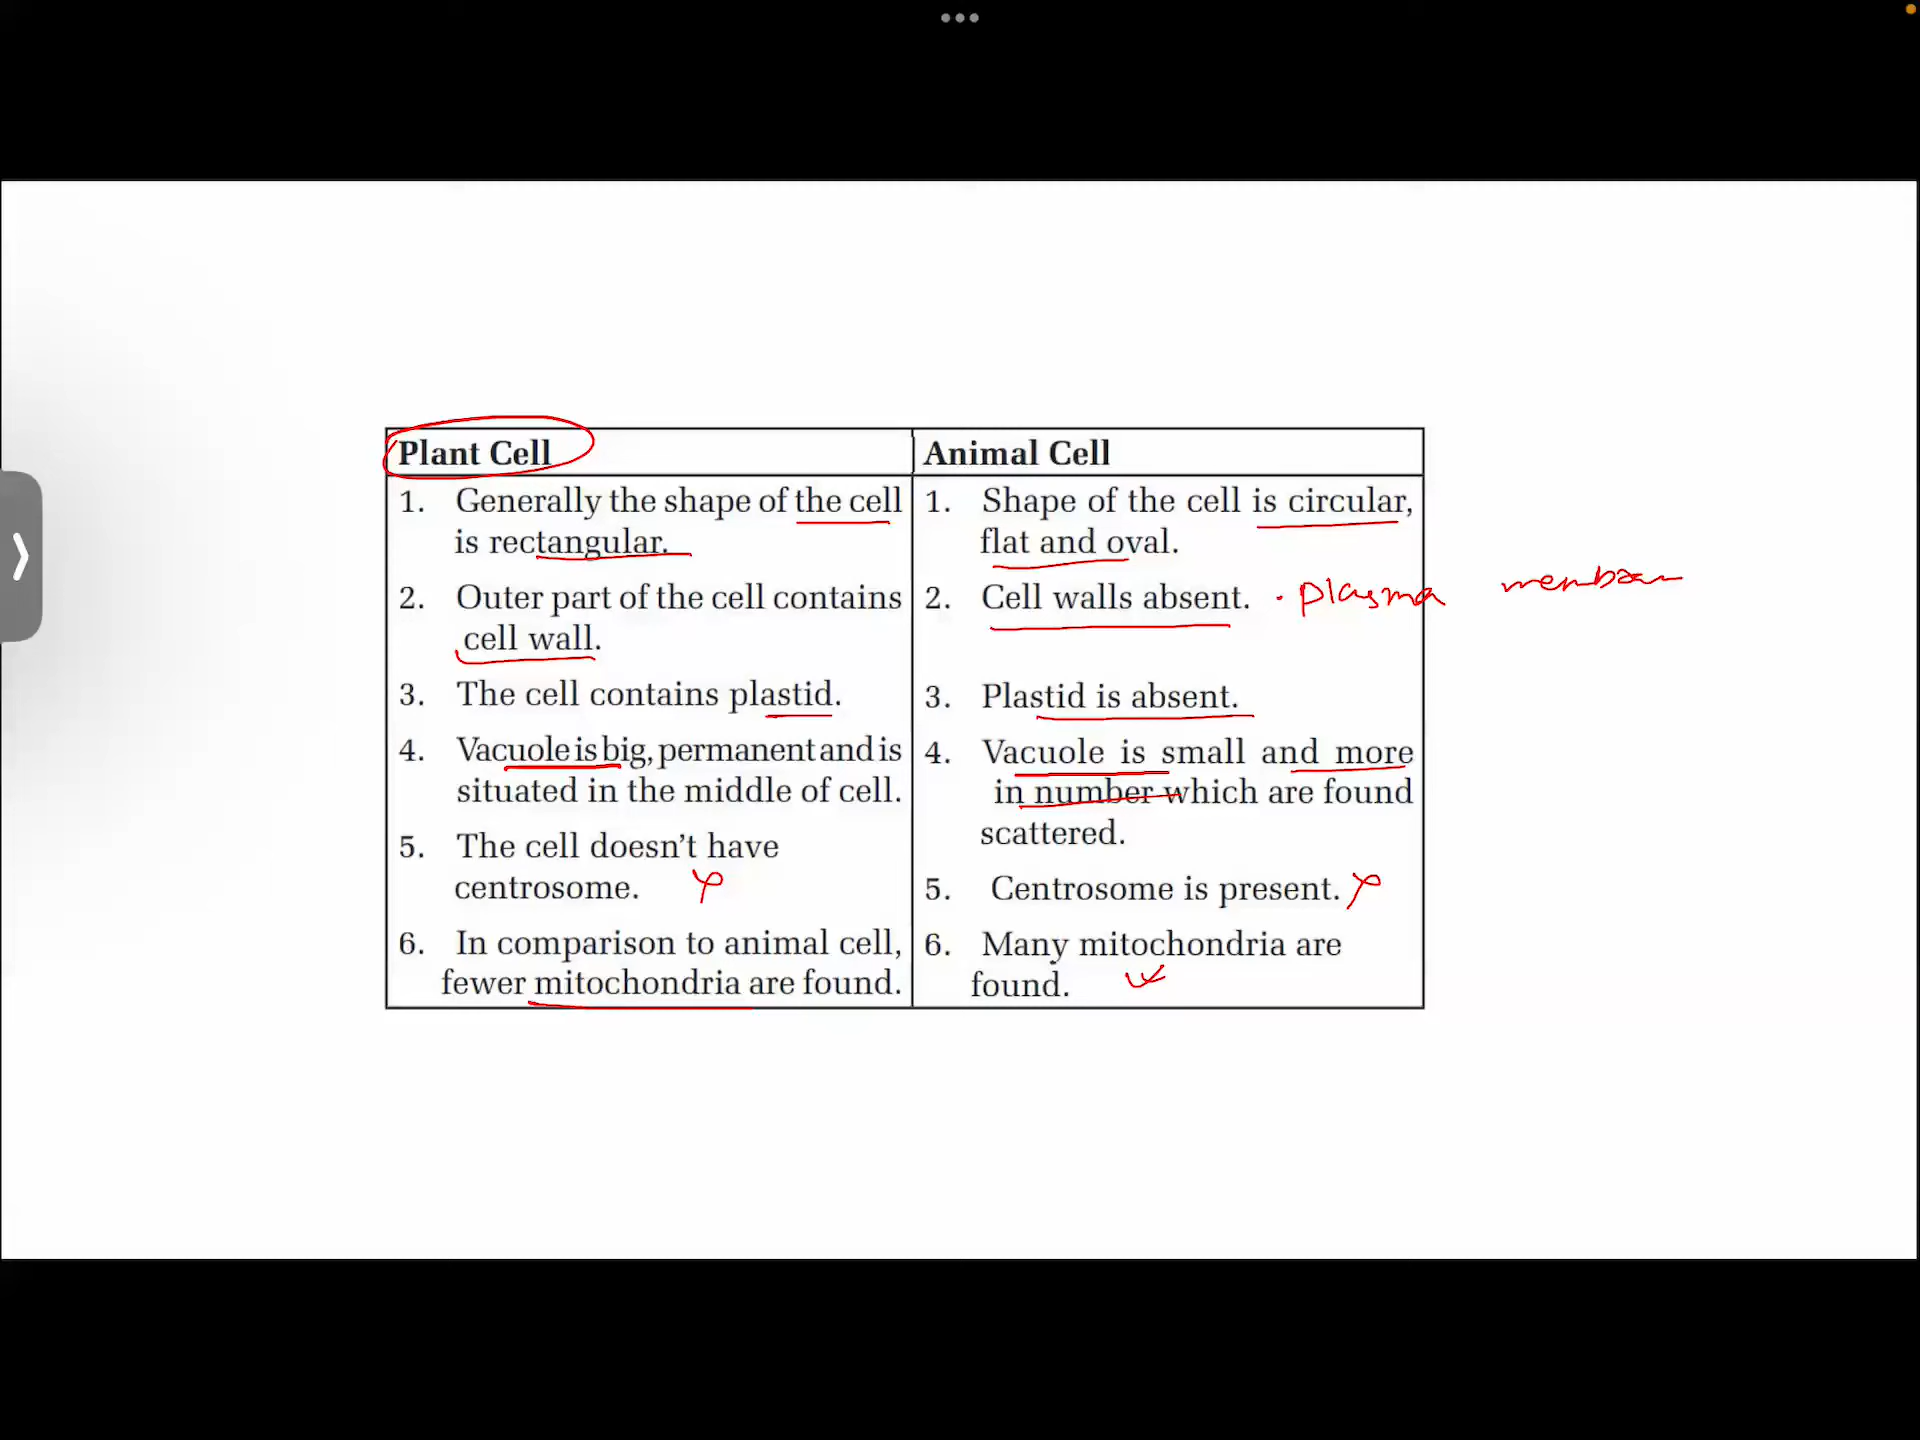 Plant Cell
1. Generally the shape of the cell
is rectangular.
2. Outer part of the cell contains
cell wall.
3. The cell contains plastid.
4. Vacuole is big, permanent and is
situated in the middle of cell.
5. The cell doesn't have
centrosome.
6. In comparison to animal cell,
fewer mitochondria are found.
Animal Cell
1. Shape of the cell is circular,
flat and oval.
2. Cell walls absent. . plasma
3. Plastid is absent.
4. Vacuole is small and more
in number which are found
scattered.
5. Centrosome is present.
6. Many mitochondria are
found.